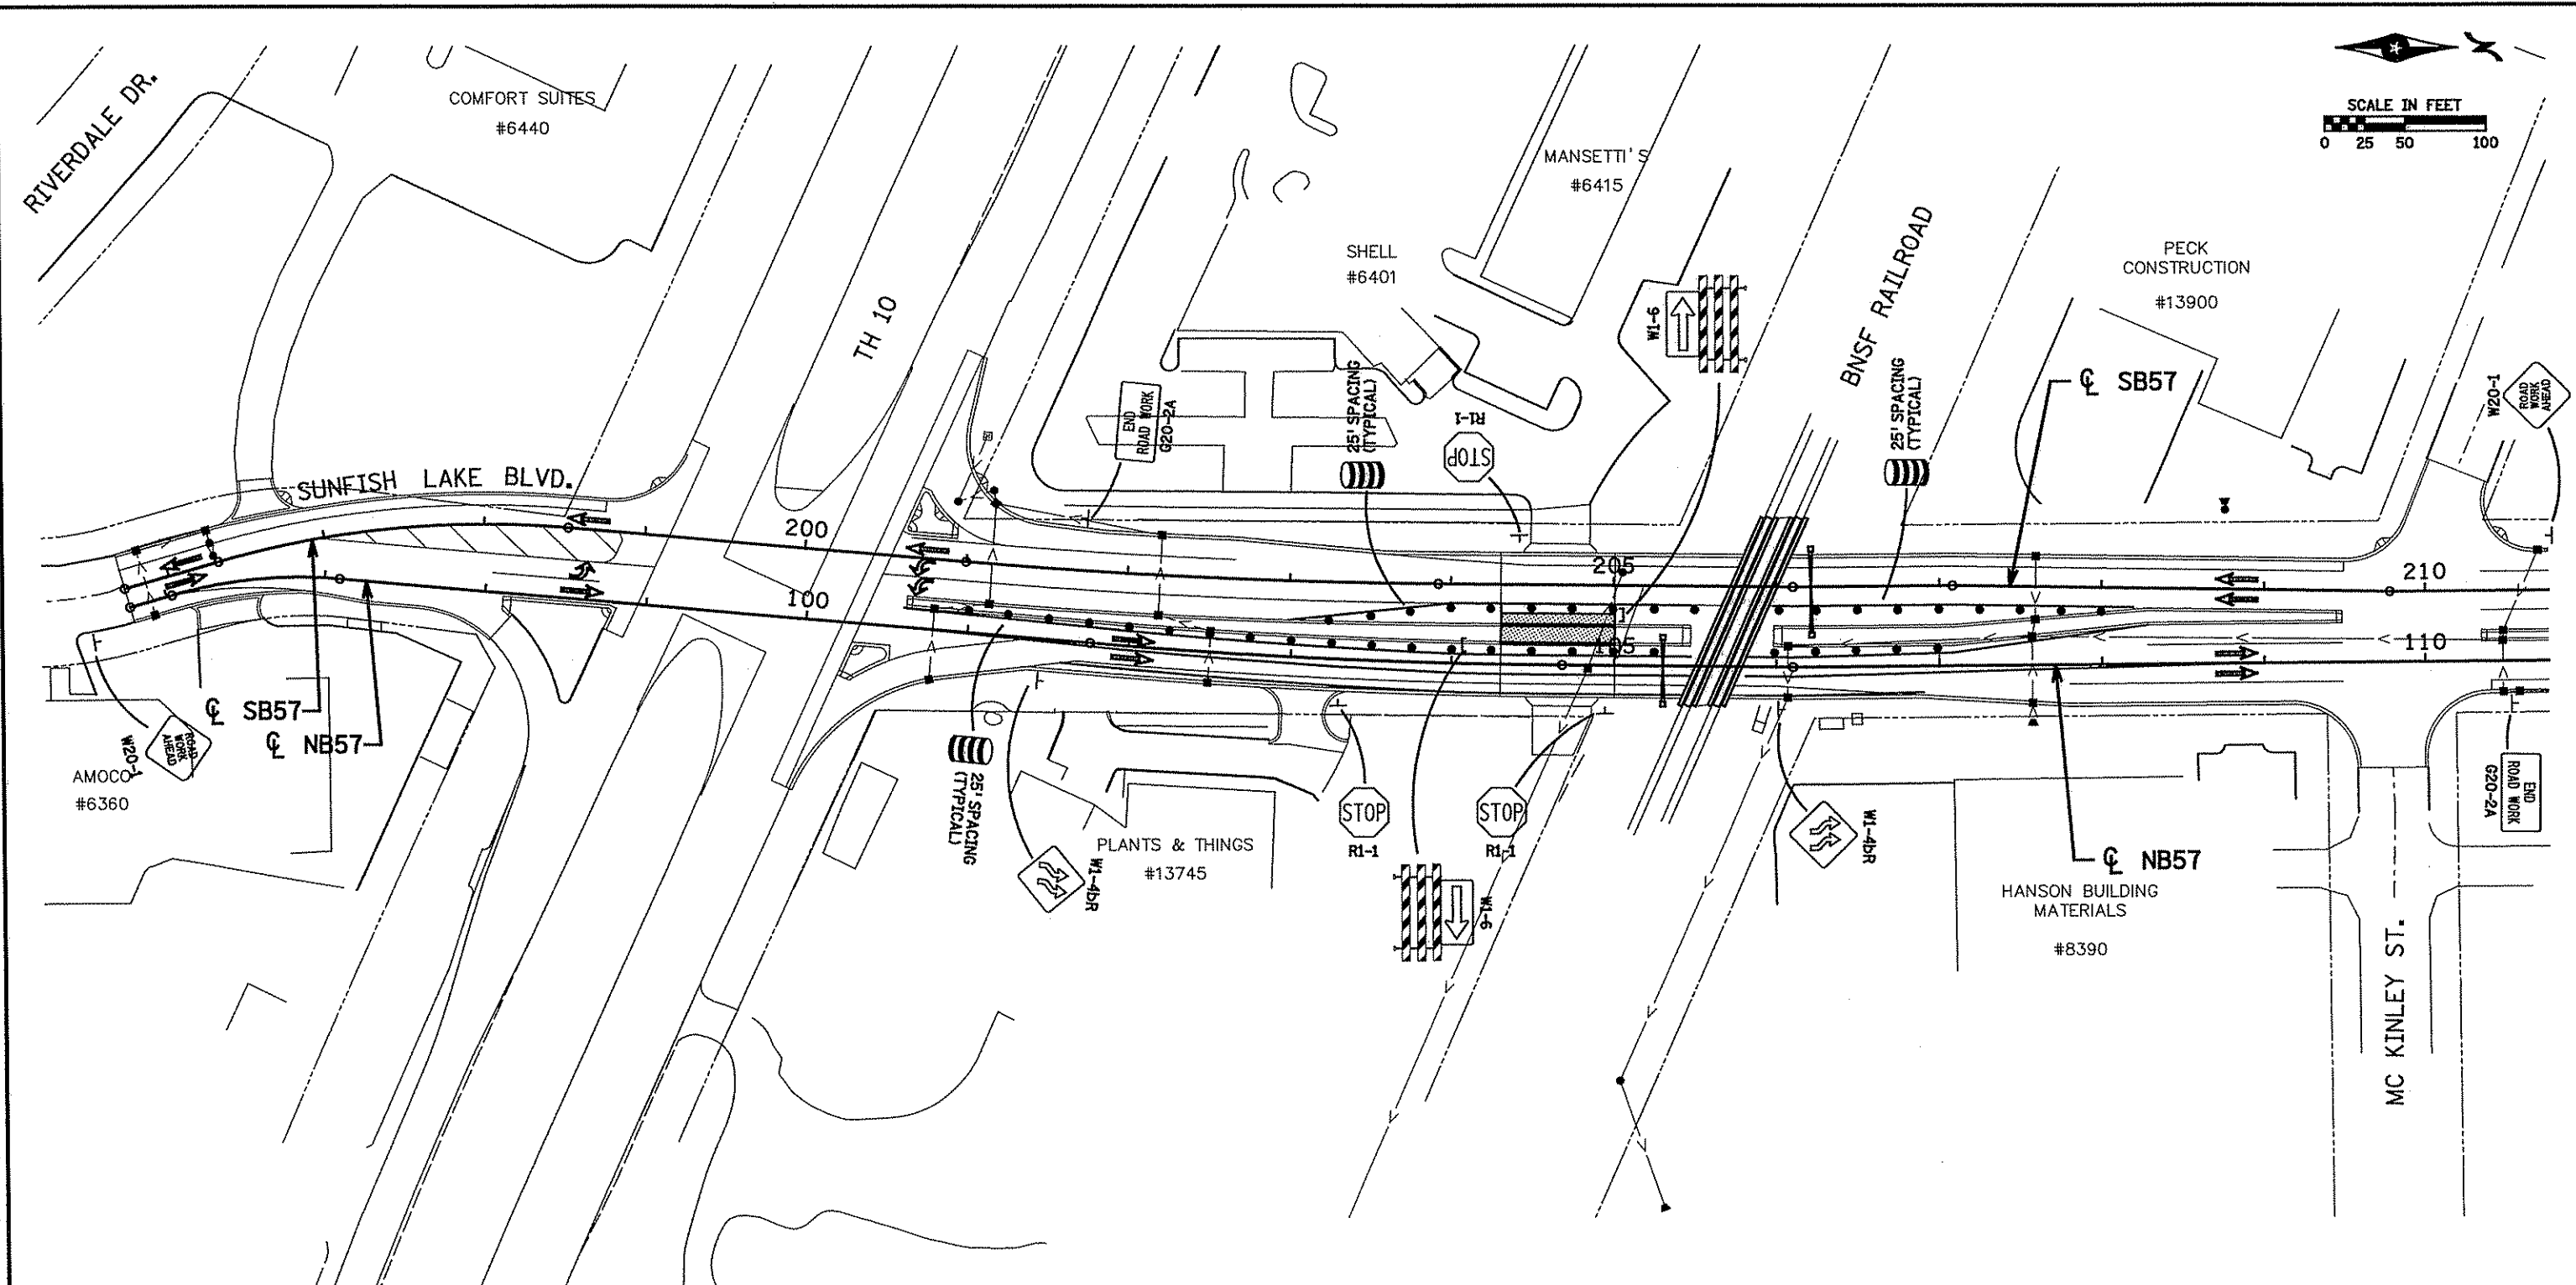 RIVERDALE DR.
COMFORT SUITES
#6440
SCALE IN FEET
0 25 50 100
MANSETTI'S
#6415
SHELL
#6401
W1-6
BNSF RAILROAD
PECK
CONSTRUCTION
#13900
TH 10
END
ROAD WORK
G20-2A
25' SPACING
(TYPICAL)
R1-1
STOP
25' SPACING
(TYPICAL)
℄ SB57
W20-1
ROAD
WORK
AHEAD
SUNFISH LAKE BLVD.
200
205
210
100
105
110
℄ SB57
℄ NB57
W20-1
ROAD
WORK
AHEAD
AMOCO
#6360
25' SPACING
(TYPICAL)
W1-4bR
PLANTS & THINGS
#13745
STOP
R1-1
STOP
R1-1
W1-6
W1-4bR
℄ NB57
HANSON BUILDING
MATERIALS
#8390
END
ROAD WORK
G20-2A
MC KINLEY ST.